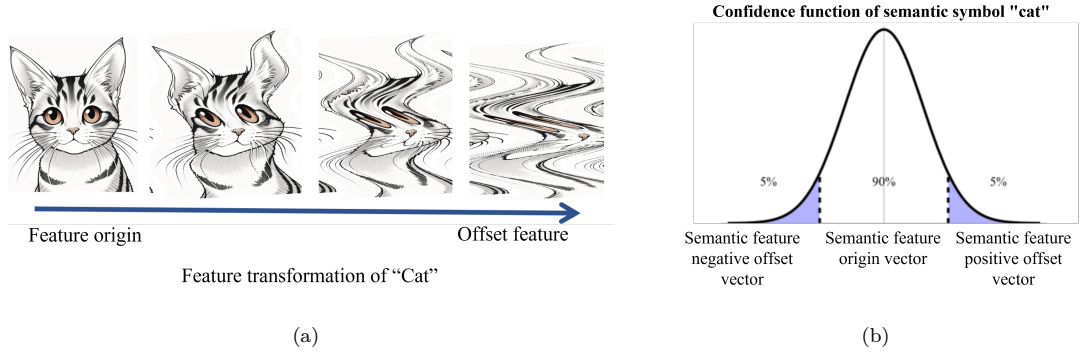 Confidence function of semantic symbol "cat"
5%
90%
5%
Feature origin
Offset feature
Semantic feature
negative offset
vector
Semantic feature
origin vector
Semantic feature
positive offset
vector
Feature transformation of “Cat”
(a)
(b)